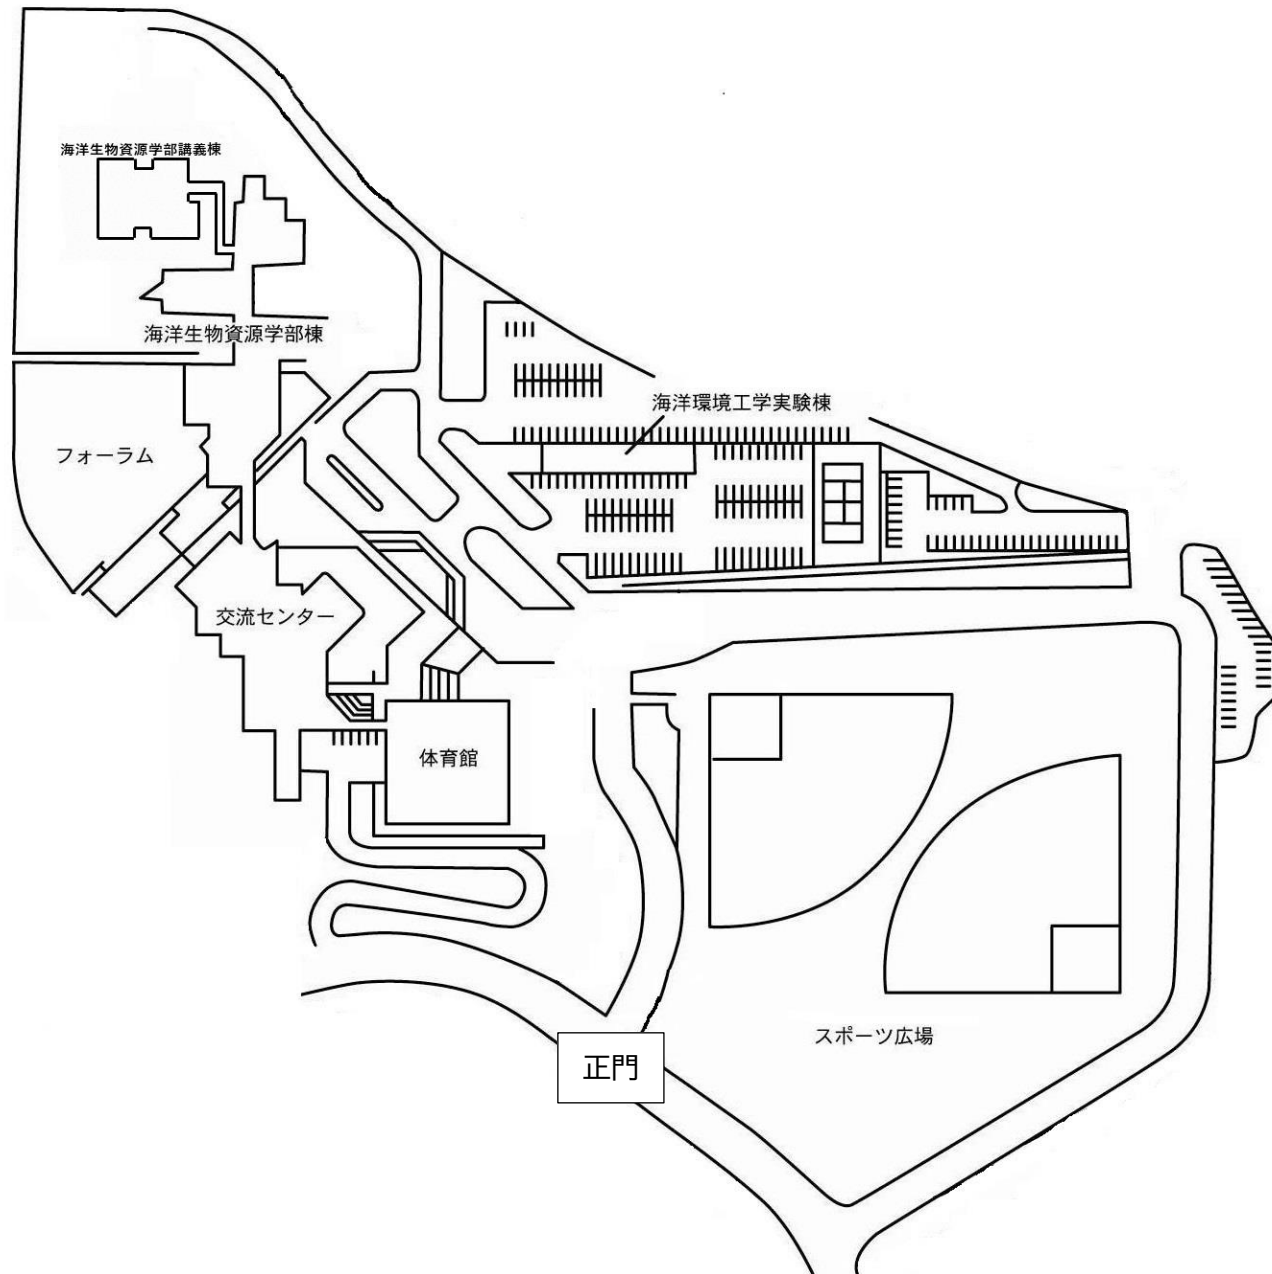 海洋生物資源学部講義棟
海洋生物資源学部棟
海洋環境工学実験棟
フォーラム
交流センター
体育館
スポーツ広場
正門